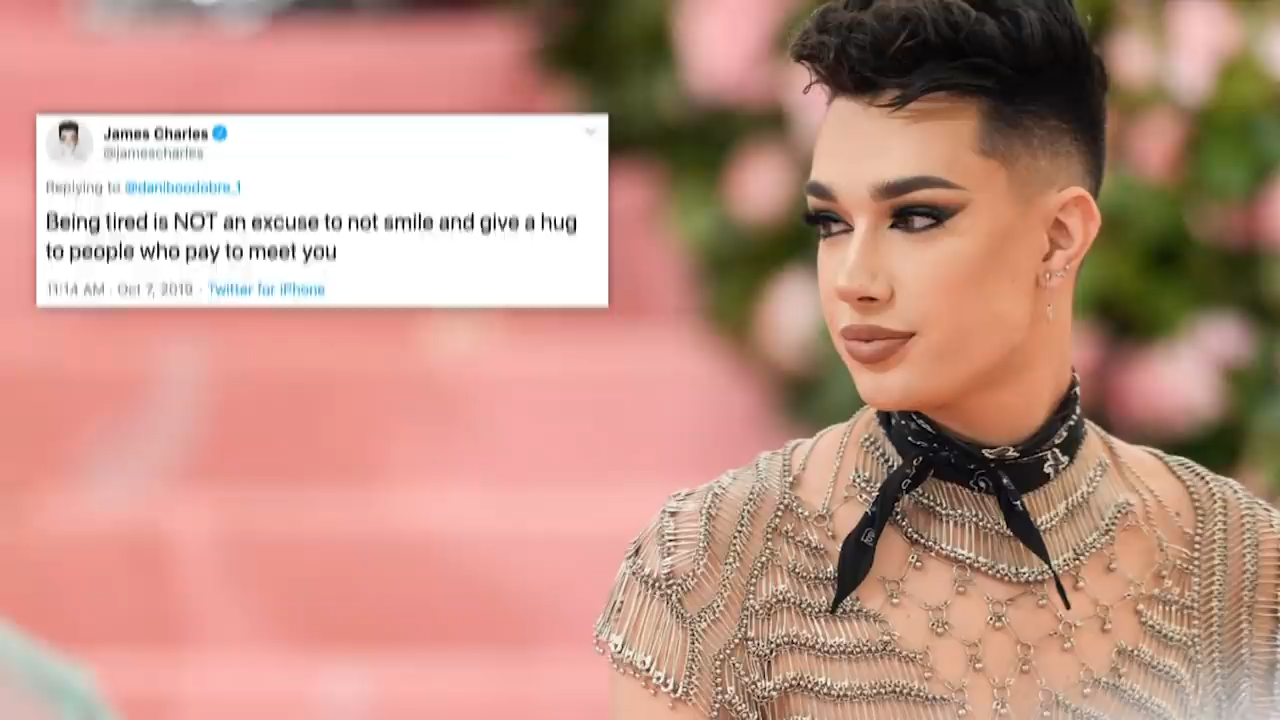 James Charles
@jamescharles
Replying to @daniboodobre_1
Being tired is NOT an excuse to not smile and give a hug
to people who pay to meet you
11:14 AM · Oct 7, 2019 · Twitter for iPhone